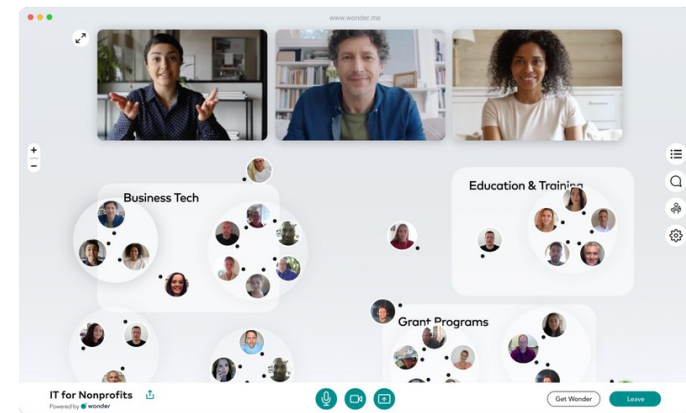 www.wonder.me
Business Tech
Education & Training
Grant Programs
IT for Nonprofits
Powered by wonder
Get Wonder
Leave